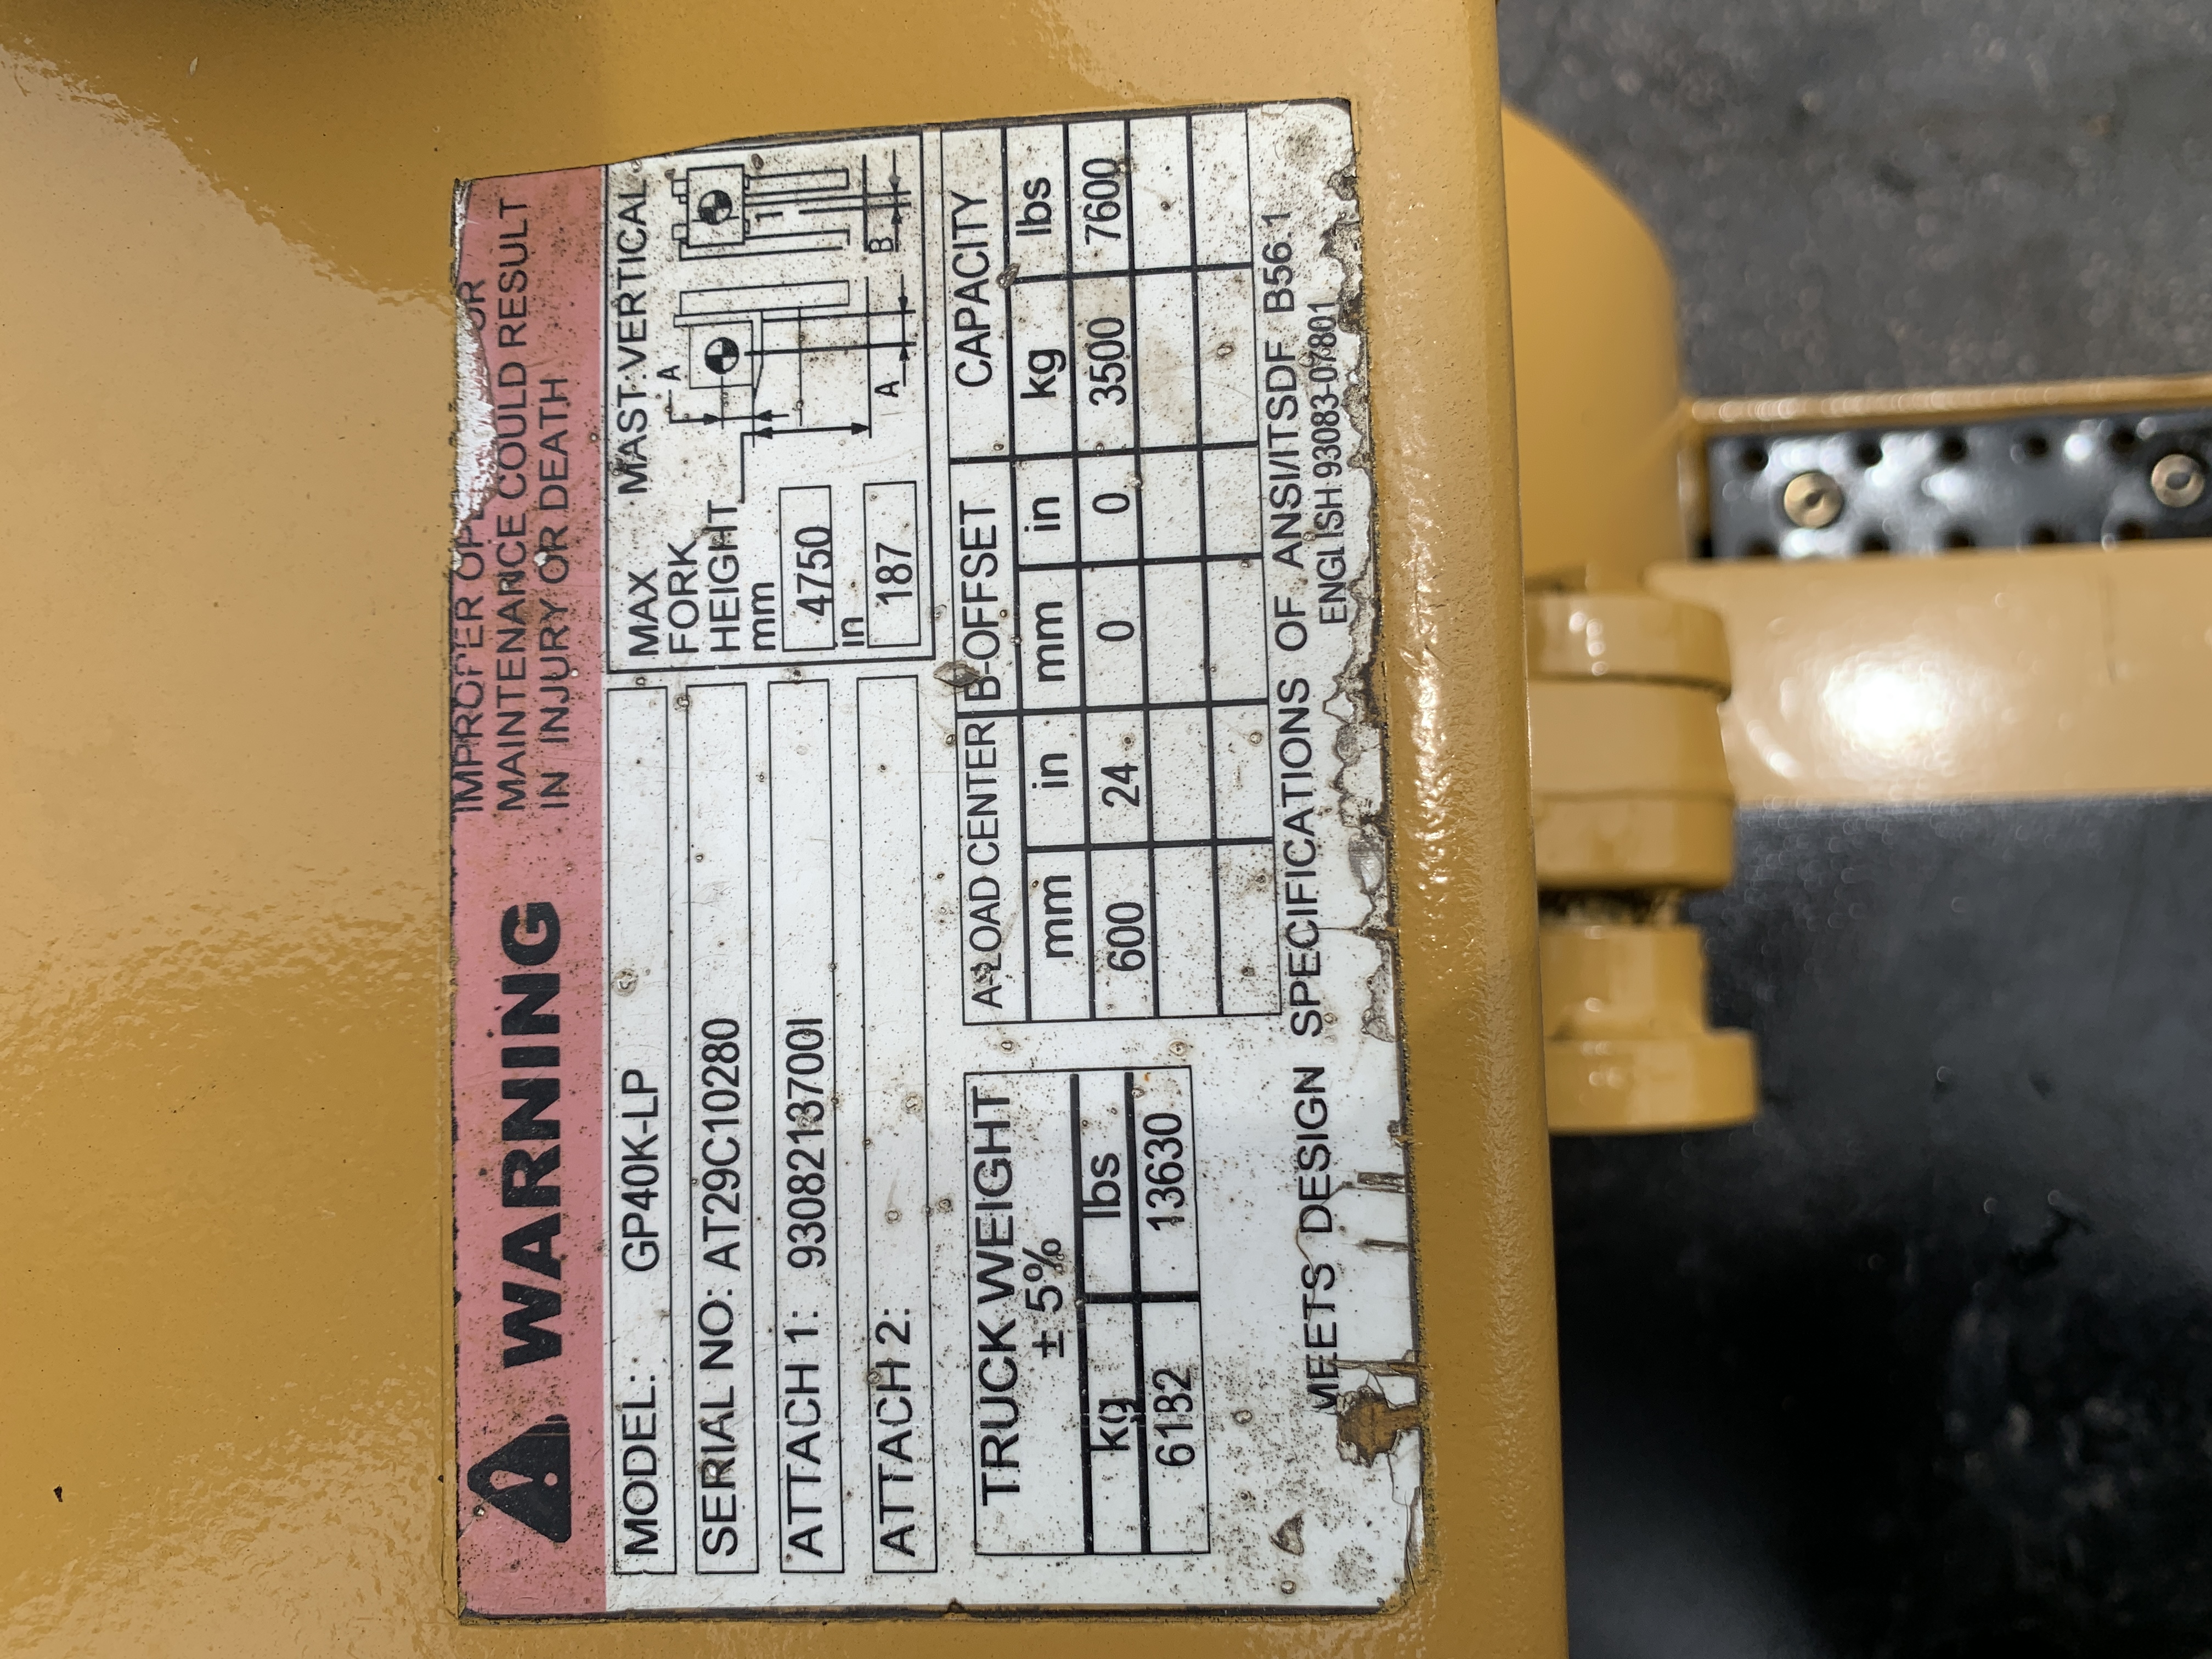 WARNING
IMPROPER
MAINTENANCE COULD RESULT
IN INJURY OR DEATH
MODEL: GP40K-LP
SERIAL NO: AT29C10280
ATTACH 1: 9308213700I
ATTACH 2:
MAST-VERTICAL
MAX
FORK
HEIGHT
mm
4750
in
187
A
A
B
TRUCK WEIGHT
± 5%
kg lbs
6182 13630
A-LOAD CENTER B-OFFSET CAPACITY
mm in mm in kg lbs
600 24 0 0 3500 7600
MEETS DESIGN SPECIFICATIONS OF ANSI/ITSDF B56.1
ENGLISH 93083-07801